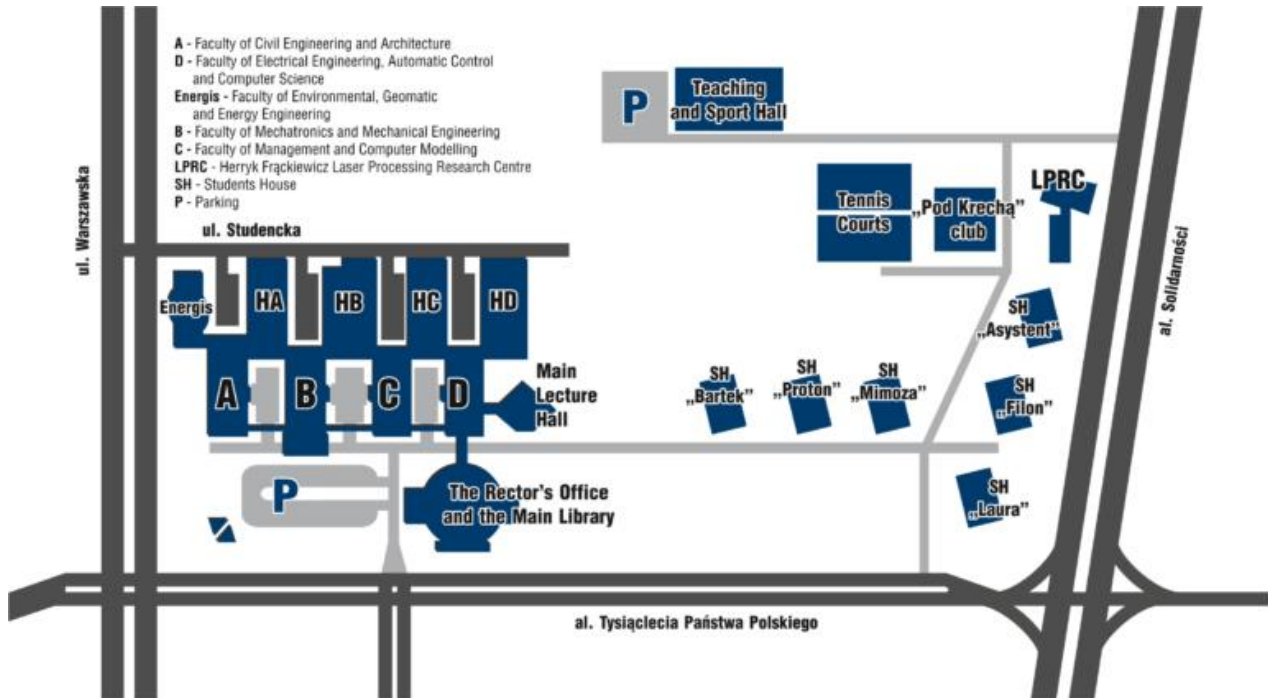 A - Faculty of Civil Engineering and Architecture
D - Faculty of Electrical Engineering, Automatic Control
and Computer Science
Energis - Faculty of Environmental, Geomatic
and Energy Engineering
B - Faculty of Mechatronics and Mechanical Engineering
C - Faculty of Management and Computer Modelling
LPRC - Herryk Frąckiewicz Laser Processing Research Centre
SH - Students House
P - Parking
ul. Warszawska
ul. Studencka
P
Teaching
and Sport Hall
Tennis
Courts
„Pod Krechą”
club
LPRC
al. Solidarności
Energis
HA
HB
HC
HD
SH
„Asystent”
A
B
C
D
Main
Lecture
Hall
SH
„Bartek”
SH
„Proton”
SH
„Mimoza”
SH
„Filon”
P
The Rector's Office
and the Main Library
SH
„Laura”
al. Tysiąclecia Państwa Polskiego